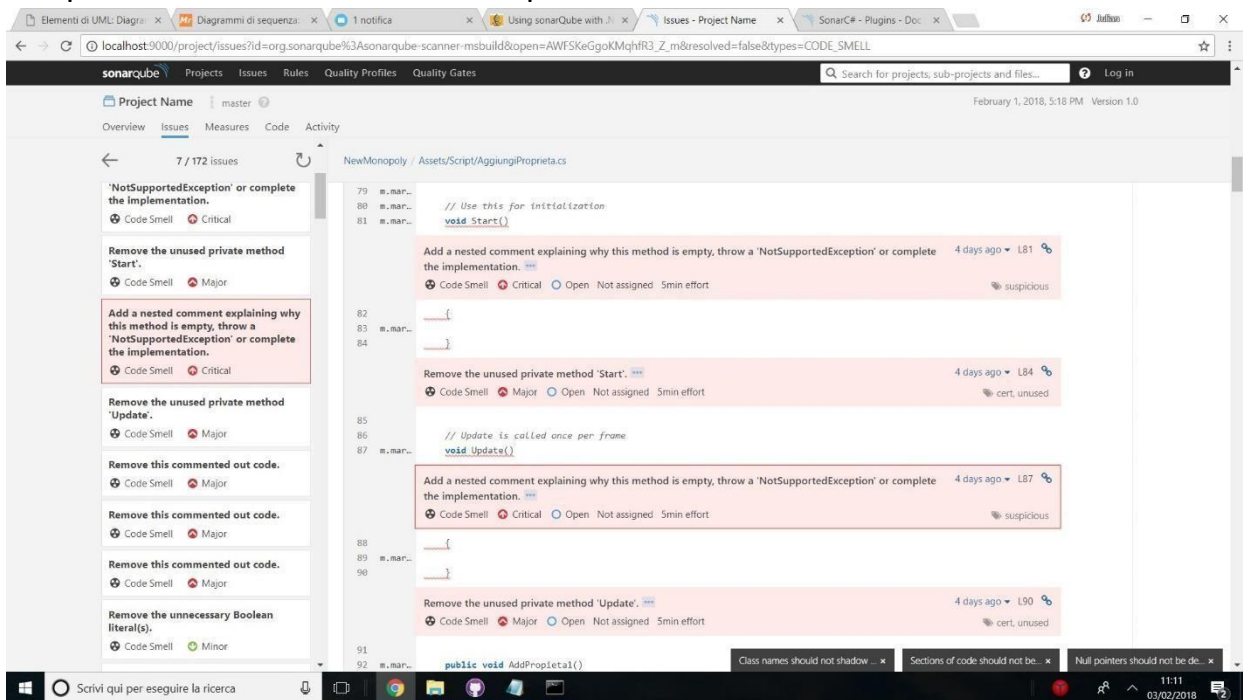 Elementi di UML: Diagra
Diagrammi di sequenza:
1 notifica
Using sonarQube with
Issues - Project Name
SonarC# - Plugins - Doc
localhost:9000/project/issues?id=org.sonarqube%3Asonarqube-scanner-msbuild&open=AWFSKeGgoKMqhfR3_Z_m&resolved=false&types=CODE_SMELL
sonarqube Projects Issues Rules Quality Profiles Quality Gates Search for projects, sub-projects and files... Log in
Project Name master February 1, 2018, 5:18 PM Version 1.0
Overview Issues Measures Code Activity
7 / 172 issues
'NotSupportedException' or complete
the implementation.
Code Smell Critical
Remove the unused private method
'Start'.
Code Smell Major
Add a nested comment explaining why
this method is empty, throw a
'NotSupportedException' or complete
the implementation.
Code Smell Critical
Remove the unused private method
'Update'.
Code Smell Major
Remove this commented out code.
Code Smell Major
Remove this commented out code.
Code Smell Major
Remove this commented out code.
Code Smell Major
Remove the unnecessary Boolean
literal(s).
Code Smell Minor
NewMonopoly / Assets/Script/AggiungiProprieta.cs
79 m.mar…
80 m.mar… // Use this for initialization
81 m.mar… void Start()
Add a nested comment explaining why this method is empty, throw a 'NotSupportedException' or complete 4 days ago L81
the implementation. ...
Code Smell Critical Open Not assigned 5min effort suspicious
82 {
83 m.mar…
84 }
Remove the unused private method 'Start'. ... 4 days ago L84
Code Smell Major Open Not assigned 5min effort cert, unused
85
86 // Update is called once per frame
87 m.mar… void Update()
Add a nested comment explaining why this method is empty, throw a 'NotSupportedException' or complete 4 days ago L87
the implementation. ...
Code Smell Critical Open Not assigned 5min effort suspicious
88 {
89 m.mar…
90 }
Remove the unused private method 'Update'. ... 4 days ago L90
Code Smell Major Open Not assigned 5min effort cert, unused
91
92 m.mar… public void AddPropieta1()
Class names should not shadow ... x
Sections of code should not be... x
Null pointers should not be de... x
Scrivi qui per eseguire la ricerca
11:11
03/02/2018